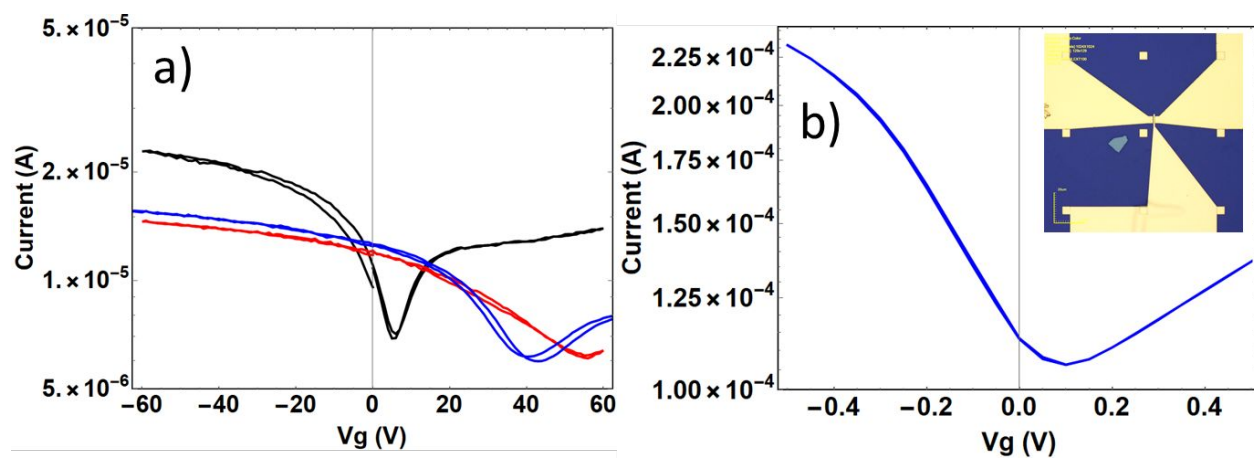 a)
5.×10⁻⁵
2.×10⁻⁵
1.×10⁻⁵
5.×10⁻⁶
Current (A)
−60 −40 −20 0 20 40 60
Vg (V)
b)
2.25×10⁻⁴
2.00×10⁻⁴
1.75×10⁻⁴
1.50×10⁻⁴
1.25×10⁻⁴
1.00×10⁻⁴
Current (A)
−0.4 −0.2 0.0 0.2 0.4
Vg (V)